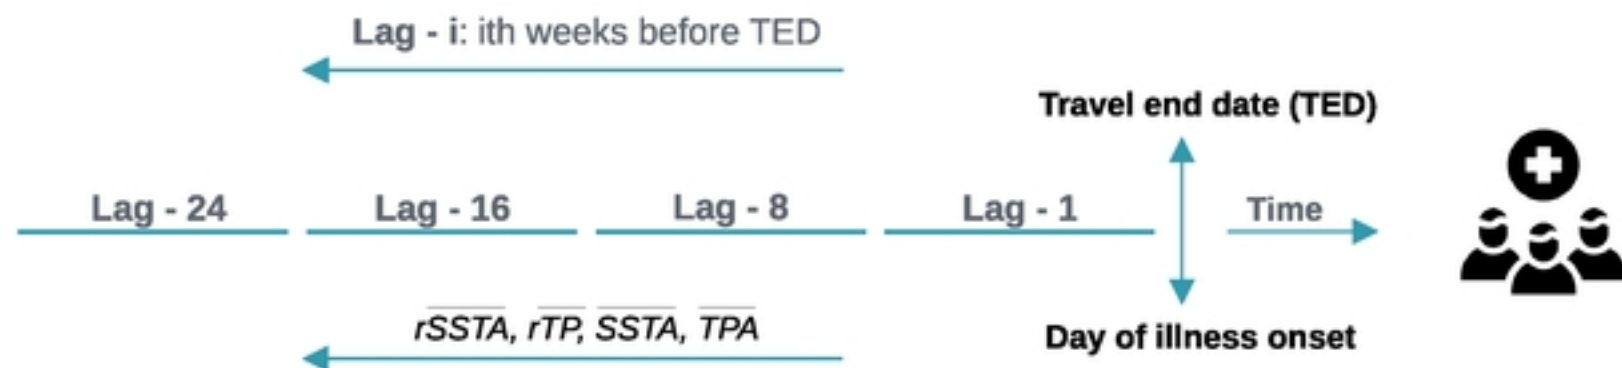 Lag - i: ith weeks before TED
Travel end date (TED)
Lag - 24 Lag - 16 Lag - 8 Lag - 1 Time
rSSTA, rTP, SSTA, TPA
Day of illness onset